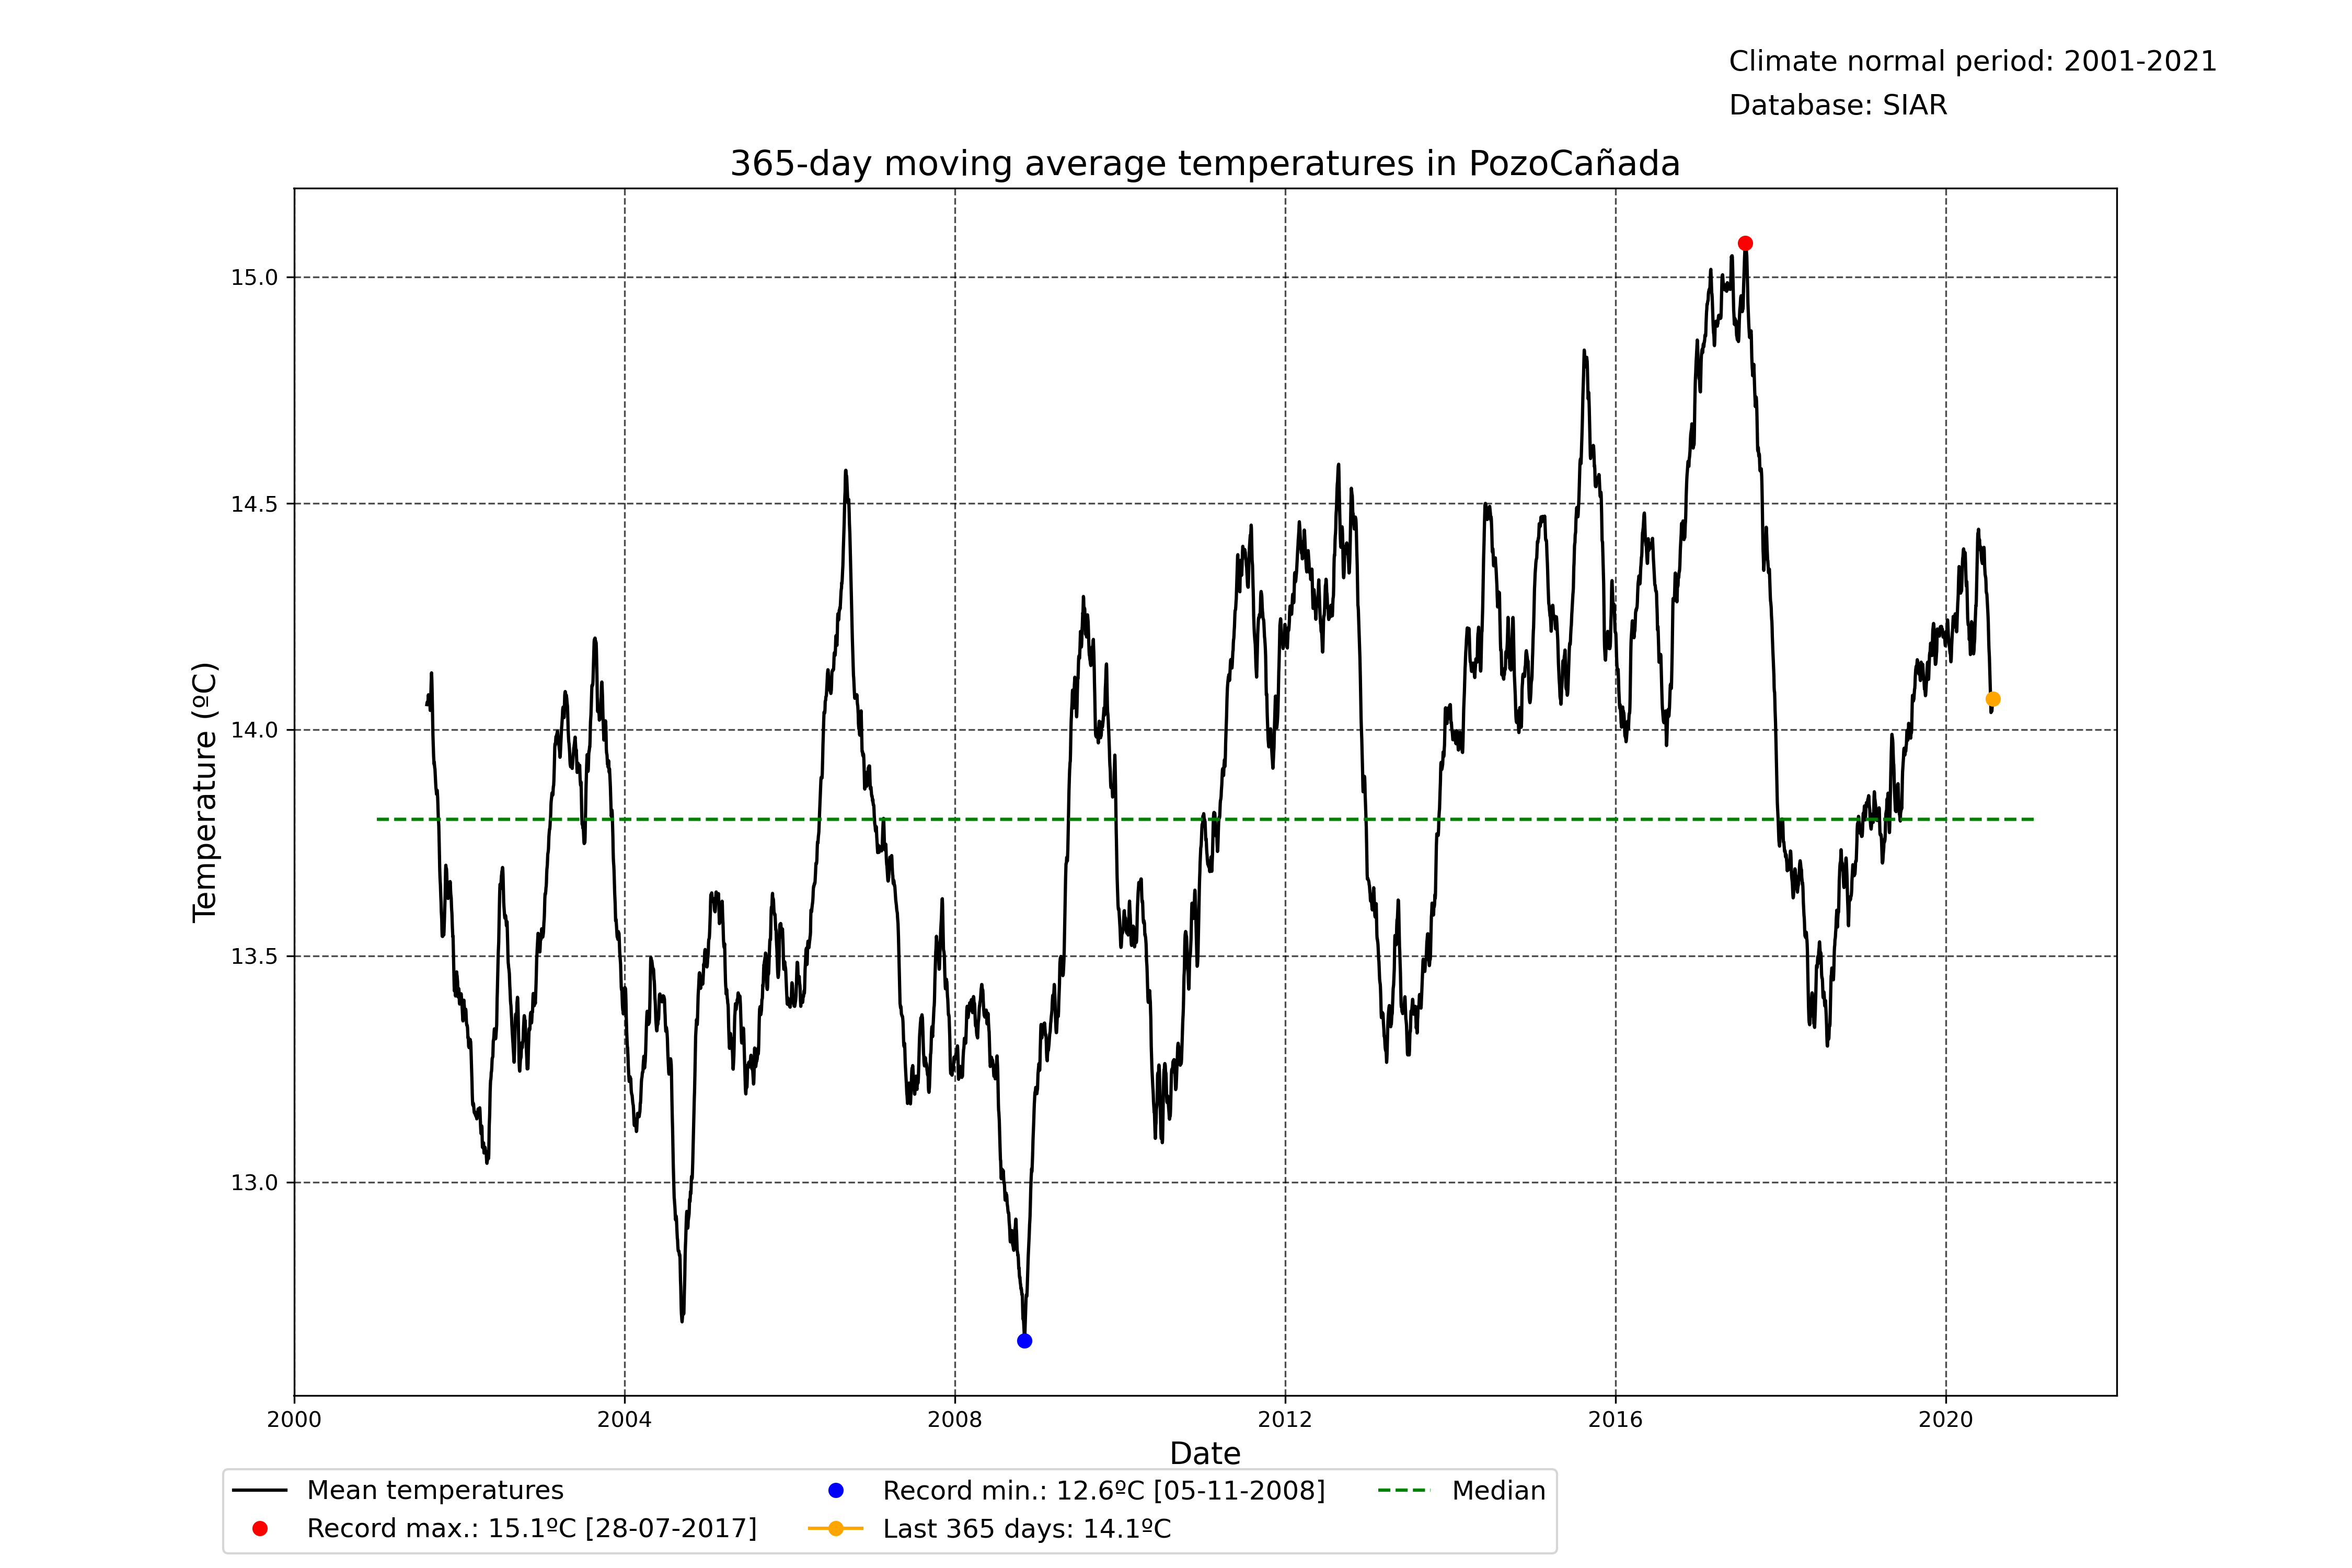 Climate normal period: 2001-2021
Database: SIAR
365-day moving average temperatures in PozoCañada
15.0
14.5
14.0
13.5
13.0
Temperature (ºC)
2000 2004 2008 2012 2016 2020
Date
Mean temperatures
Record max.: 15.1ºC [28-07-2017]
Record min.: 12.6ºC [05-11-2008]
Last 365 days: 14.1ºC
Median